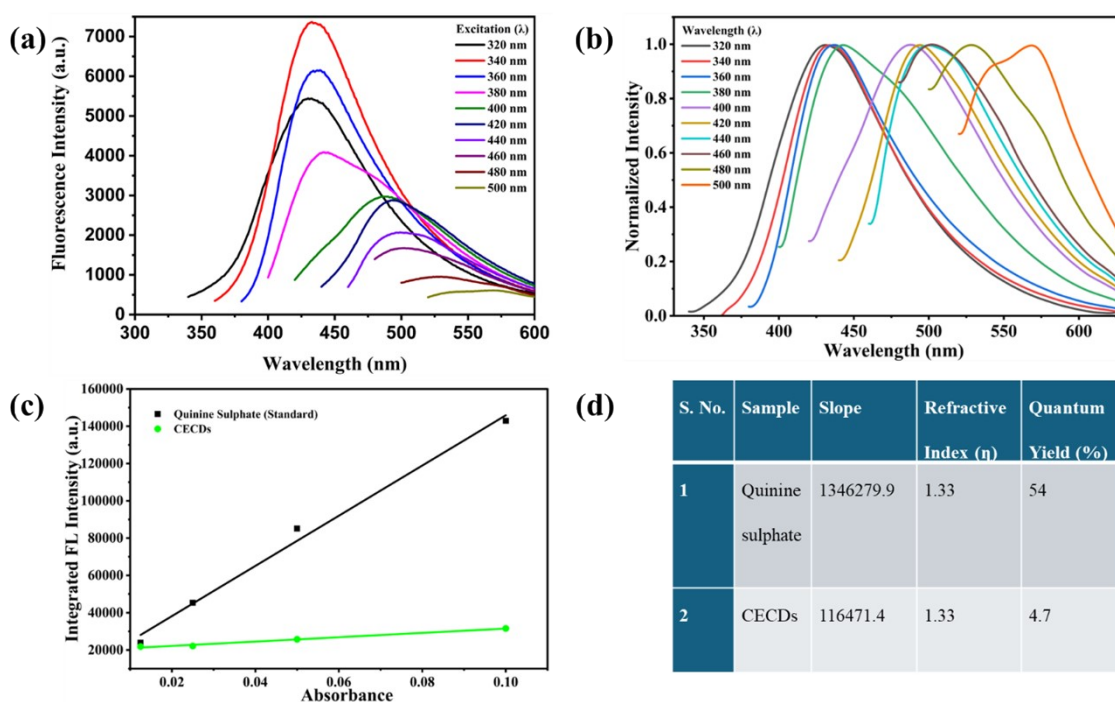 (a)
Fluorescence Intensity (a.u.)
7000
6000
5000
4000
3000
2000
1000
0
300 350 400 450 500 550 600
Wavelength (nm)
Excitation (λ)
320 nm
340 nm
360 nm
380 nm
400 nm
420 nm
440 nm
460 nm
480 nm
500 nm
(b)
Normalized Intensity
1.0
0.8
0.6
0.4
0.2
0.0
350 400 450 500 550 600
Wavelength (nm)
Wavelength (λ)
320 nm
340 nm
360 nm
380 nm
400 nm
420 nm
440 nm
460 nm
480 nm
500 nm
(c)
Integrated FL Intensity (a.u.)
160000
140000
120000
100000
80000
60000
40000
20000
0.02 0.04 0.06 0.08 0.10
Absorbance
Quinine Sulphate (Standard)
CECDs
(d)
S. No. Sample Slope Refractive Quantum
Index (η) Yield (%)
1 Quinine 1346279.9 1.33 54
sulphate
2 CECDs 116471.4 1.33 4.7